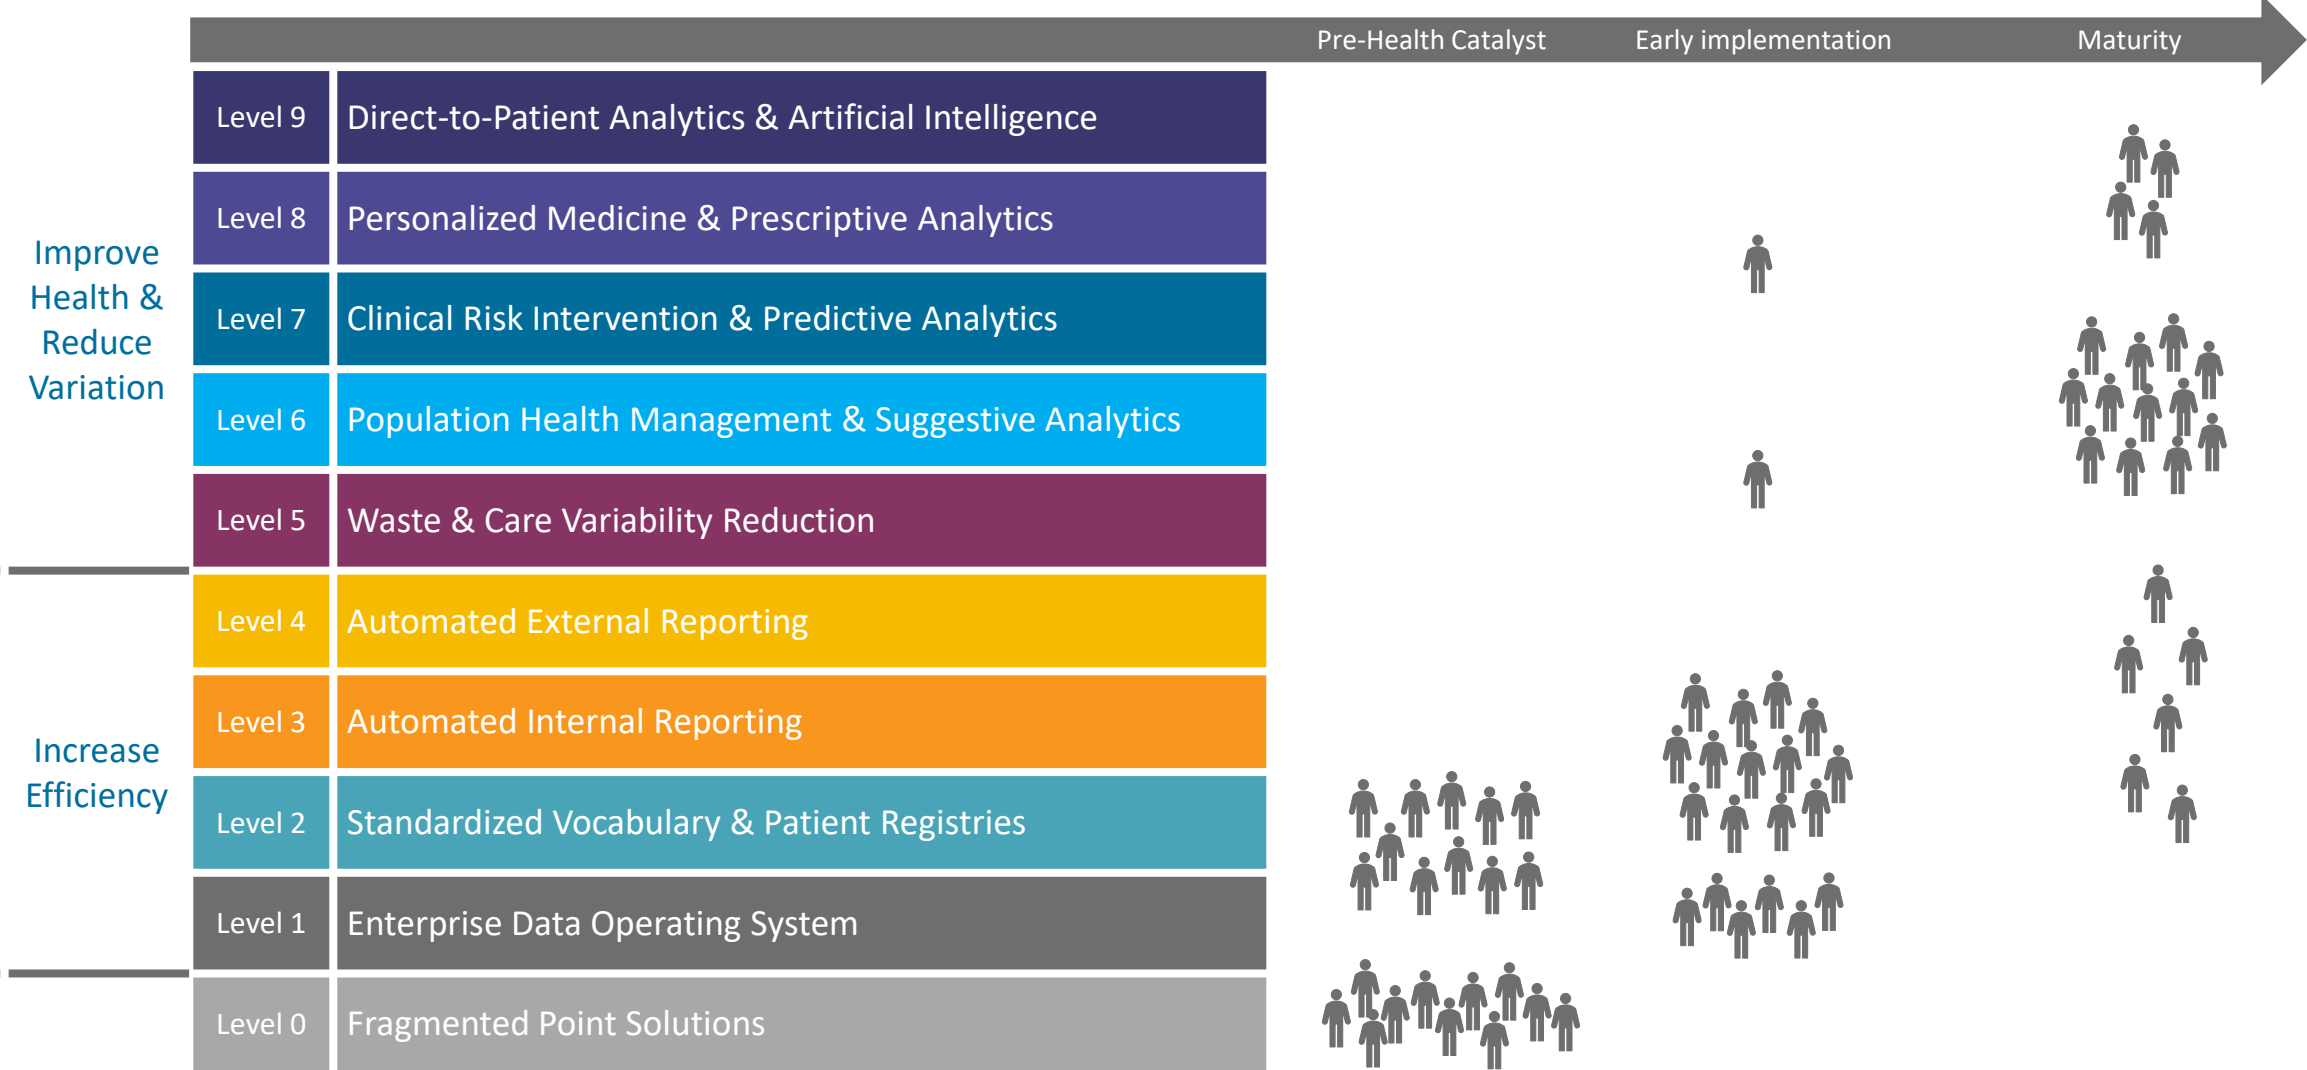 Pre-Health Catalyst
Early implementation
Maturity
Improve
Health &
Reduce
Variation
Level 9
Direct-to-Patient Analytics & Artificial Intelligence
Level 8
Personalized Medicine & Prescriptive Analytics
Level 7
Clinical Risk Intervention & Predictive Analytics
Level 6
Population Health Management & Suggestive Analytics
Level 5
Waste & Care Variability Reduction
Increase
Efficiency
Level 4
Automated External Reporting
Level 3
Automated Internal Reporting
Level 2
Standardized Vocabulary & Patient Registries
Level 1
Enterprise Data Operating System
Level 0
Fragmented Point Solutions